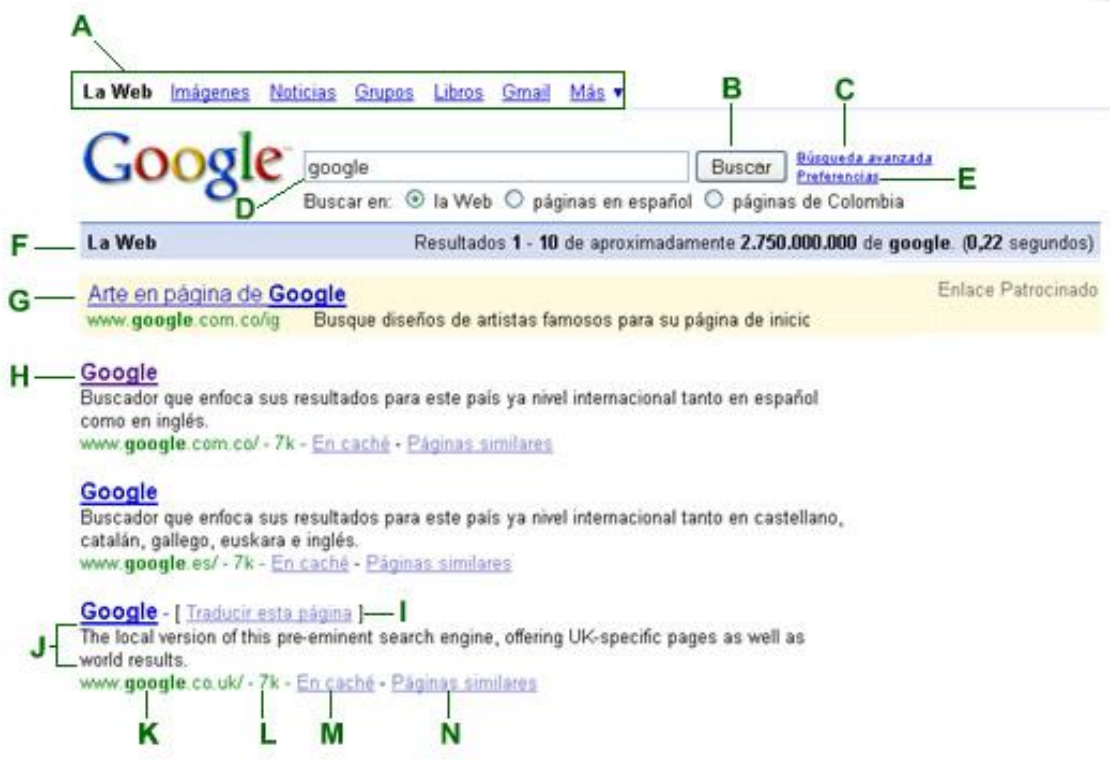 A
La Web Imágenes Noticias Grupos Libros Gmail Más ▼
B
C
Google
google
Buscar
Búsqueda avanzada
Preferencias
E
D
Buscar en: la Web páginas en español páginas de Colombia
F
La Web Resultados 1 - 10 de aproximadamente 2.750.000.000 de google. (0,22 segundos)
G
Arte en página de Google Enlace Patrocinado
www.google.com.co/ig Busque diseños de artistas famosos para su página de inicic
H
Google
Buscador que enfoca sus resultados para este país ya nivel internacional tanto en español
como en inglés.
www.google.com.co/ - 7k - En caché - Páginas similares
Google
Buscador que enfoca sus resultados para este país ya nivel internacional tanto en castellano,
catalán, gallego, euskara e inglés.
www.google.es/ - 7k - En caché - Páginas similares
Google - [ Traducir esta página ]
I
J
The local version of this pre-eminent search engine, offering UK-specific pages as well as
world results.
www.google.co.uk/ - 7k - En caché - Páginas similares
K L M N